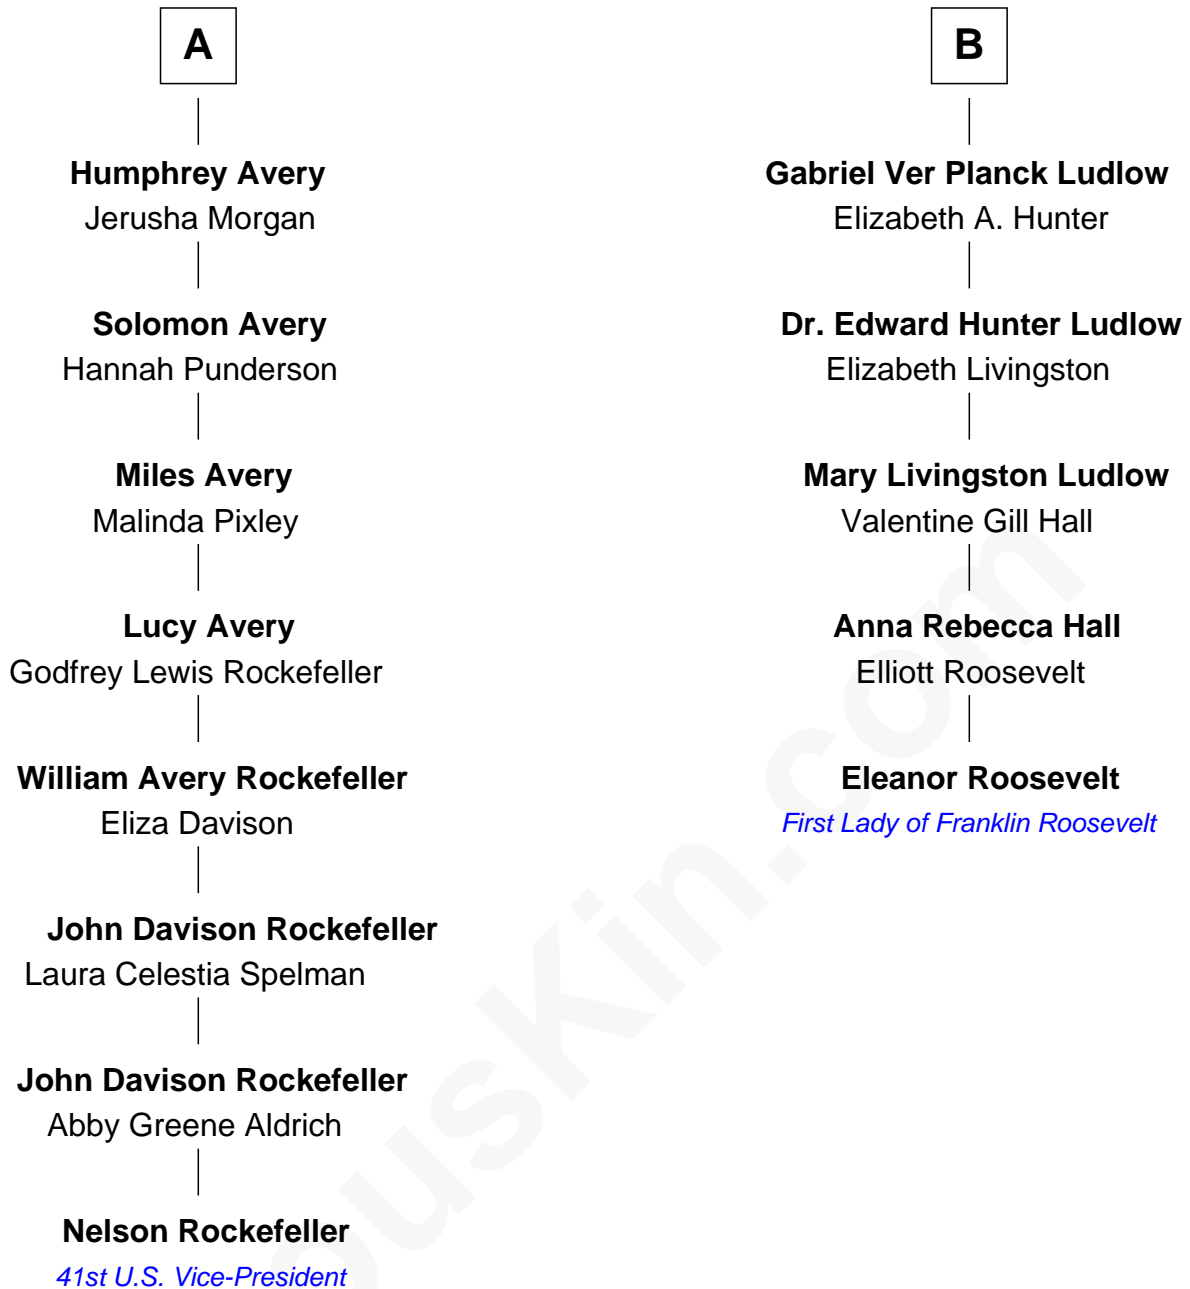 A
Humphrey Avery
Jerusha Morgan
Solomon Avery
Hannah Punderson
Miles Avery
Malinda Pixley
Lucy Avery
Godfrey Lewis Rockefeller
William Avery Rockefeller
Eliza Davison
John Davison Rockefeller
Laura Celestia Spelman
John Davison Rockefeller
Abby Greene Aldrich
Nelson Rockefeller
41st U.S. Vice-President
B
Gabriel Ver Planck Ludlow
Elizabeth A. Hunter
Dr. Edward Hunter Ludlow
Elizabeth Livingston
Mary Livingston Ludlow
Valentine Gill Hall
Anna Rebecca Hall
Elliott Roosevelt
Eleanor Roosevelt
First Lady of Franklin Roosevelt
ousKin.com